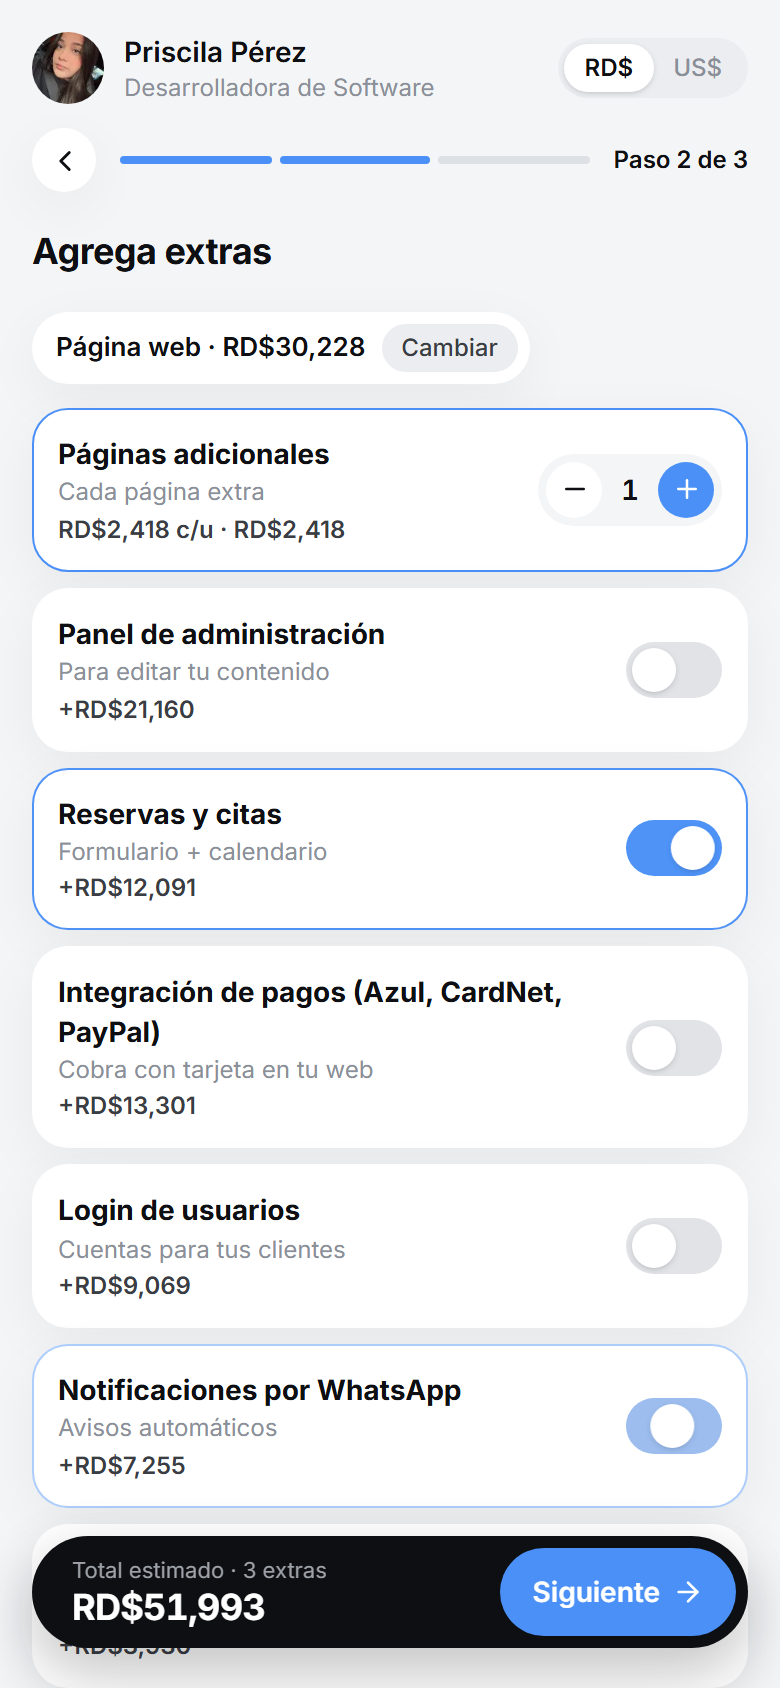 Priscila Pérez
Desarrolladora de Software
RD$ US$
Paso 2 de 3
Agrega extras
Página web · RD$30,228 Cambiar
Páginas adicionales
Cada página extra
RD$2,418 c/u · RD$2,418
1
Panel de administración
Para editar tu contenido
+RD$21,160
Reservas y citas
Formulario + calendario
+RD$12,091
Integración de pagos (Azul, CardNet,
PayPal)
Cobra con tarjeta en tu web
+RD$13,301
Login de usuarios
Cuentas para tus clientes
+RD$9,069
Notificaciones por WhatsApp
Avisos automáticos
+RD$7,255
Total estimado · 3 extras
RD$51,993
Siguiente